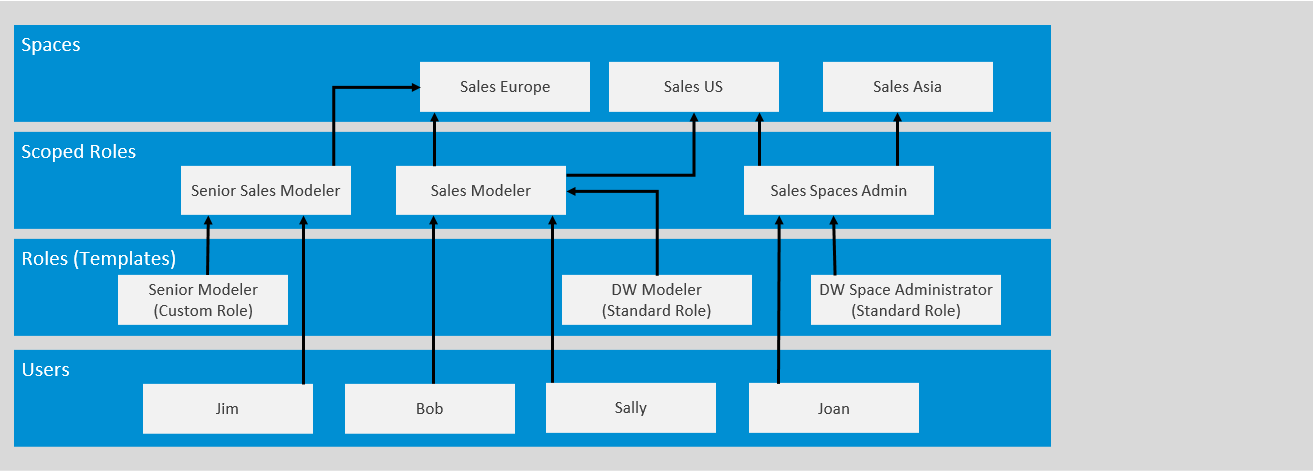 Spaces
Sales Europe
Sales US
Sales Asia
Scoped Roles
Senior Sales Modeler
Sales Modeler
Sales Spaces Admin
Roles (Templates)
Senior Modeler
(Custom Role)
DW Modeler
(Standard Role)
DW Space Administrator
(Standard Role)
Users
Jim
Bob
Sally
Joan